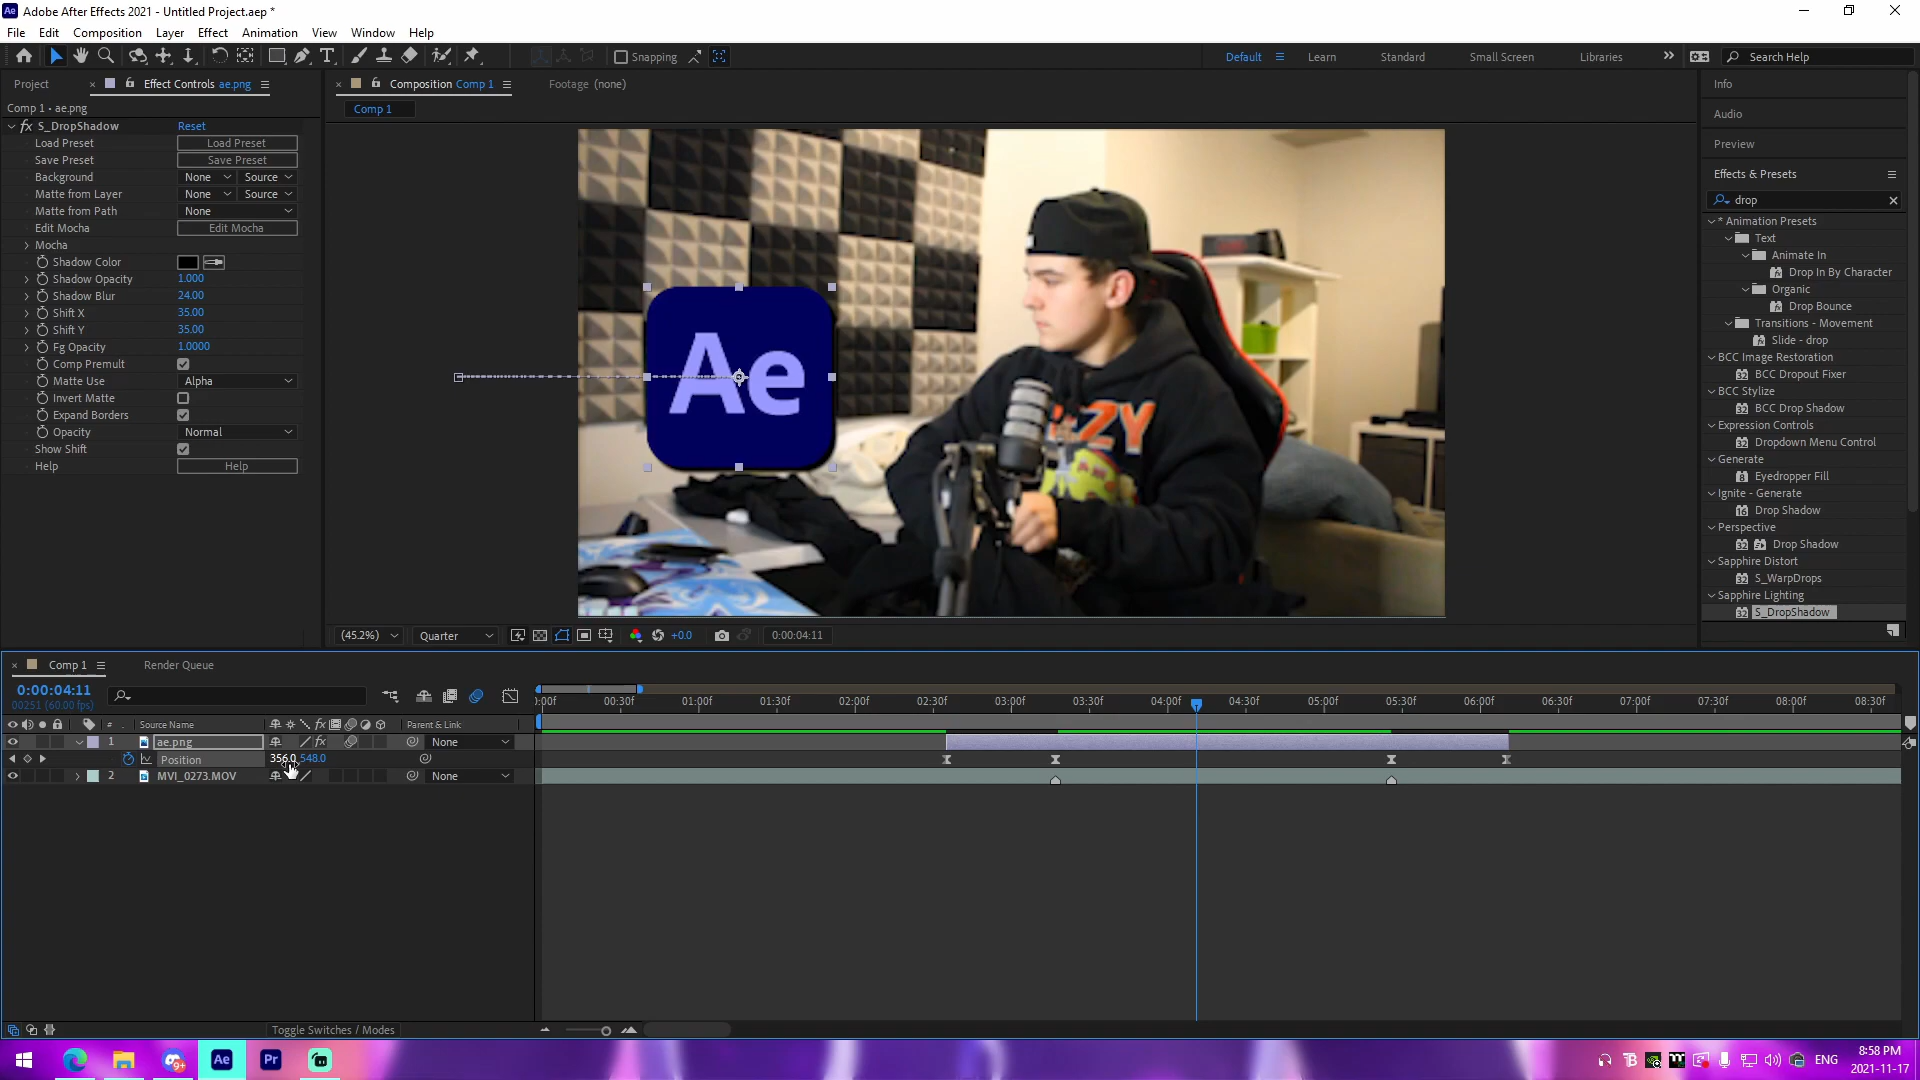 Adobe After Effects 2021 - Untitled Project.aep *
File Edit Composition Layer Effect Animation View Window Help
Snapping
Default Learn Standard Small Screen Libraries Search Help
Project Effect Controls ae.png
Comp 1 • ae.png
S_DropShadow Reset
Load Preset Load Preset
Save Preset Save Preset
Background None Source
Matte from Layer None Source
Matte from Path None
Edit Mocha Edit Mocha
Mocha
Shadow Color
Shadow Opacity 1.000
Shadow Blur 24.00
Shift X 35.00
Shift Y 35.00
Fg Opacity 1.0000
Comp Premult
Matte Use Alpha
Invert Matte
Expand Borders
Opacity Normal
Show Shift
Help Help
Composition Comp 1 Footage (none)
Comp 1
Ae
(45.2%) Quarter +0.0 0:00:04:11
Info
Audio
Preview
Effects & Presets
drop
* Animation Presets
Text
Animate In
Drop In By Character
Organic
Drop Bounce
Transitions - Movement
Slide - drop
BCC Image Restoration
BCC Dropout Fixer
BCC Stylize
BCC Drop Shadow
Expression Controls
Dropdown Menu Control
Generate
Eyedropper Fill
Ignite - Generate
Drop Shadow
Perspective
Drop Shadow
Sapphire Distort
S_WarpDrops
Sapphire Lighting
S_DropShadow
Comp 1 Render Queue
0:00:04:11
00251 (60.00 fps)
# Source Name Parent & Link
1 ae.png None
Position 356.0, 548.0
2 MVI_0273.MOV None
):00f 00:30f 01:00f 01:30f 02:00f 02:30f 03:00f 03:30f 04:00f 04:30f 05:00f 05:30f 06:00f 06:30f 07:00f 07:30f 08:00f 08:30f
Toggle Switches / Modes
Ae Pr
ENG
8:58 PM
2021-11-17